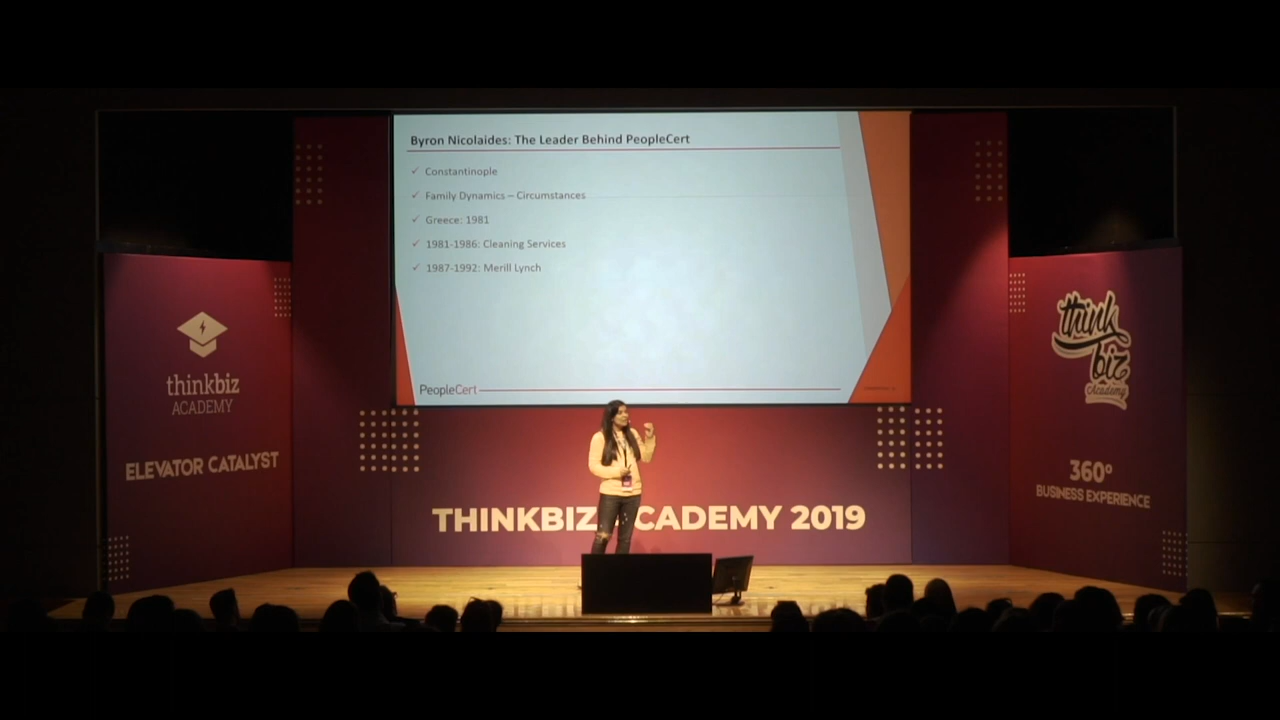 Byron Nicolaides: The Leader Behind PeopleCert
✓ Constantinople
✓ Family Dynamics – Circumstances
✓ Greece: 1981
✓ 1981-1986: Cleaning Services
✓ 1987-1992: Merill Lynch
PeopleCert
thinkbiz
ACADEMY
ELEVATOR CATALYST
think
biz
Academy
360°
BUSINESS EXPERIENCE
THINKBIZ CADEMY 2019